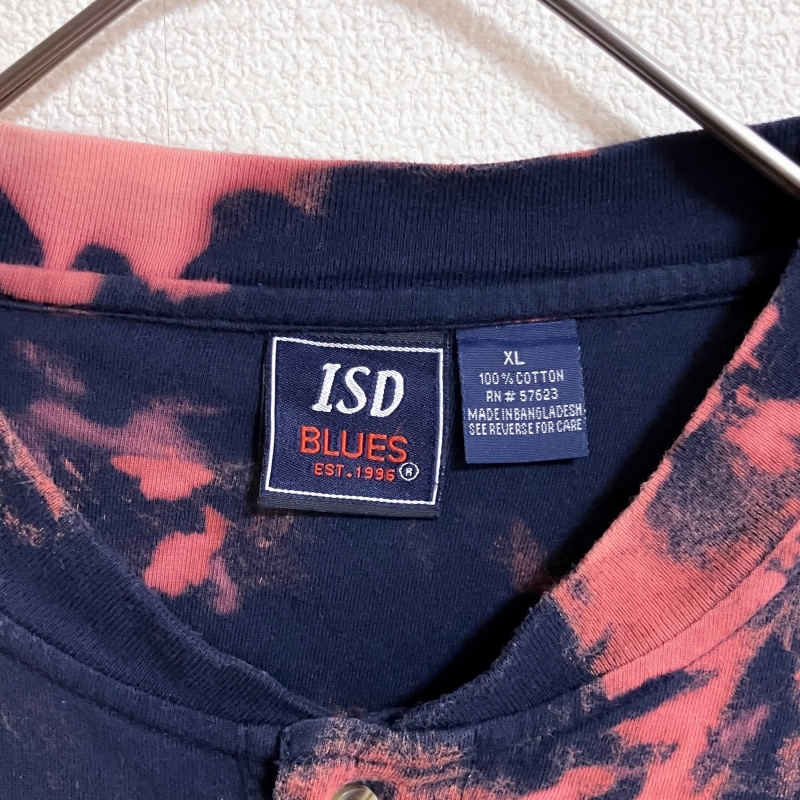 ISD
BLUES
EST.1996®
XL
100% COTTON
RN # 57623
MADE IN BANGLADESH
SEE REVERSE FOR CARE